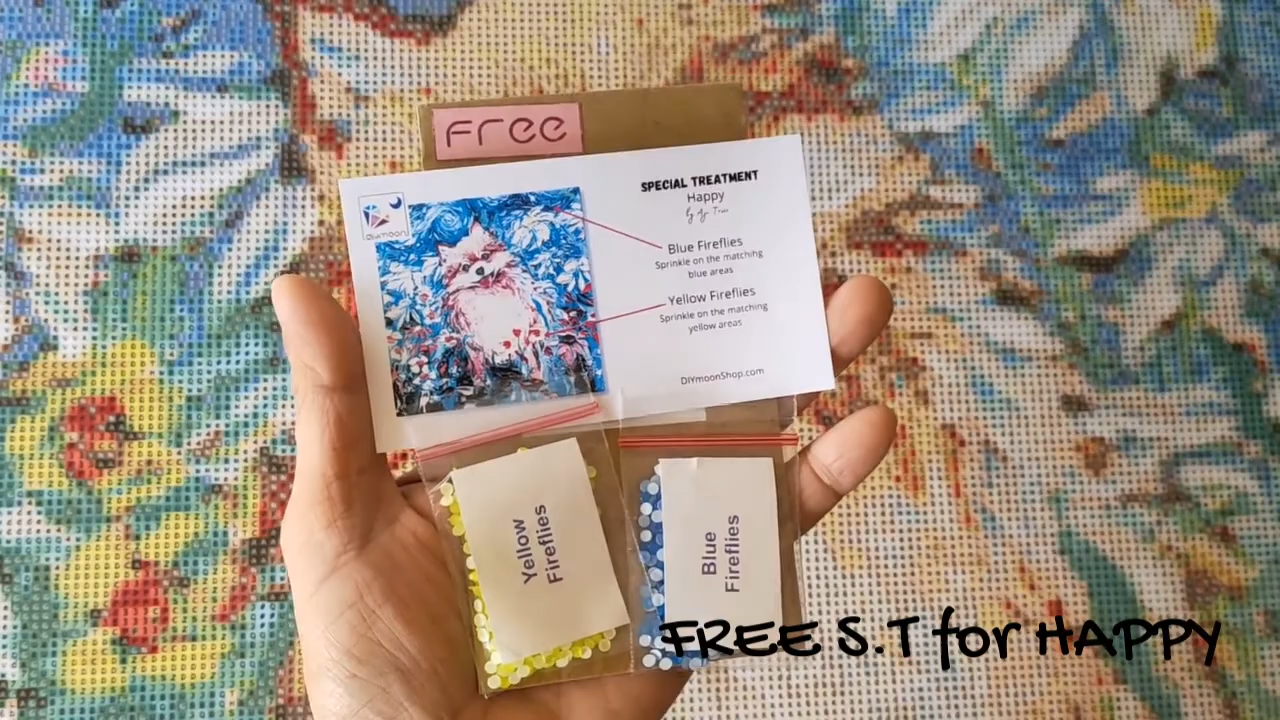 Free
SPECIAL TREATMENT
Happy
diymoon
Blue Fireflies
Sprinkle on the matching
blue areas
Yellow Fireflies
Sprinkle on the matching
yellow areas
DIYmoonShop.com
Yellow
Fireflies
Blue
Fireflies
FREE S.T for HAPPY